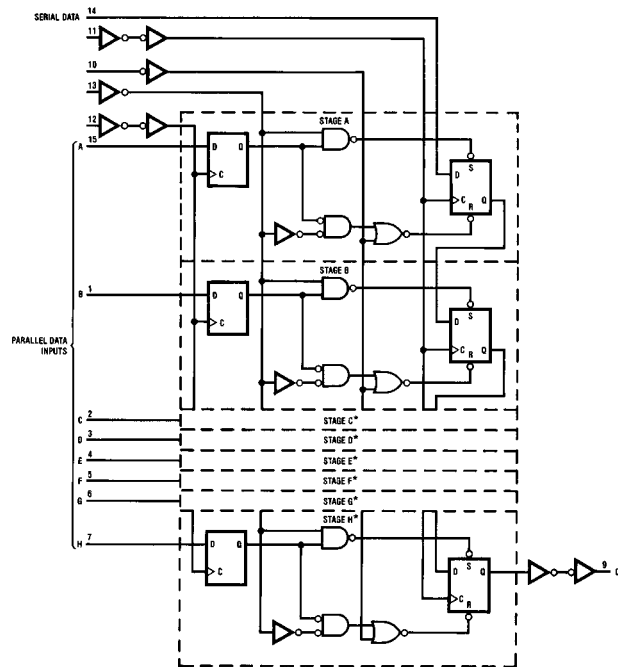 SERIAL DATA 14
11
10
13
12
A 15
STAGE A
D Q
C
S
D
C Q
R
STAGE B
B 1
D Q
C
S
D Q
C
R
PARALLEL DATA
INPUTS
C 2
STAGE C*
D 3
STAGE D*
E 4
STAGE E*
F 5
STAGE F*
G 6
STAGE G*
STAGE H*
H 7
D Q
C
S
D Q
C
R
9